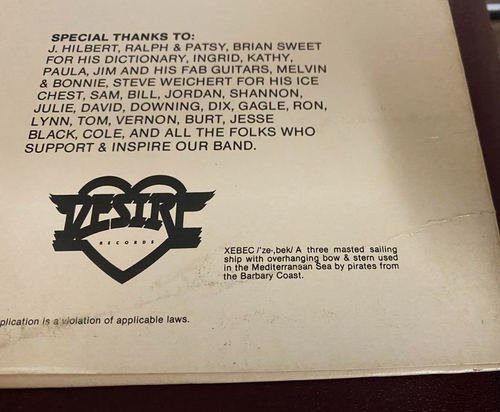 SPECIAL THANKS TO:
J. HILBERT, RALPH & PATSY, BRIAN SWEET
FOR HIS DICTIONARY, INGRID, KATHY,
PAULA, JIM AND HIS FAB GUITARS, MELVIN
& BONNIE, STEVE WEICHERT FOR HIS ICE
CHEST, SAM, BILL, JORDAN, SHANNON,
JULIE, DAVID, DOWNING, DIX, GAGLE, RON,
LYNN, TOM, VERNON, BURT, JESSE
BLACK, COLE, AND ALL THE FOLKS WHO
SUPPORT & INSPIRE OUR BAND.
DESIRE
RECORDS
XEBEC /'ze-,bek/ A three masted sailing
ship with overhanging bow & stern used
in the Mediterranean Sea by pirates from
the Barbary Coast.
plication is a violation of applicable laws.